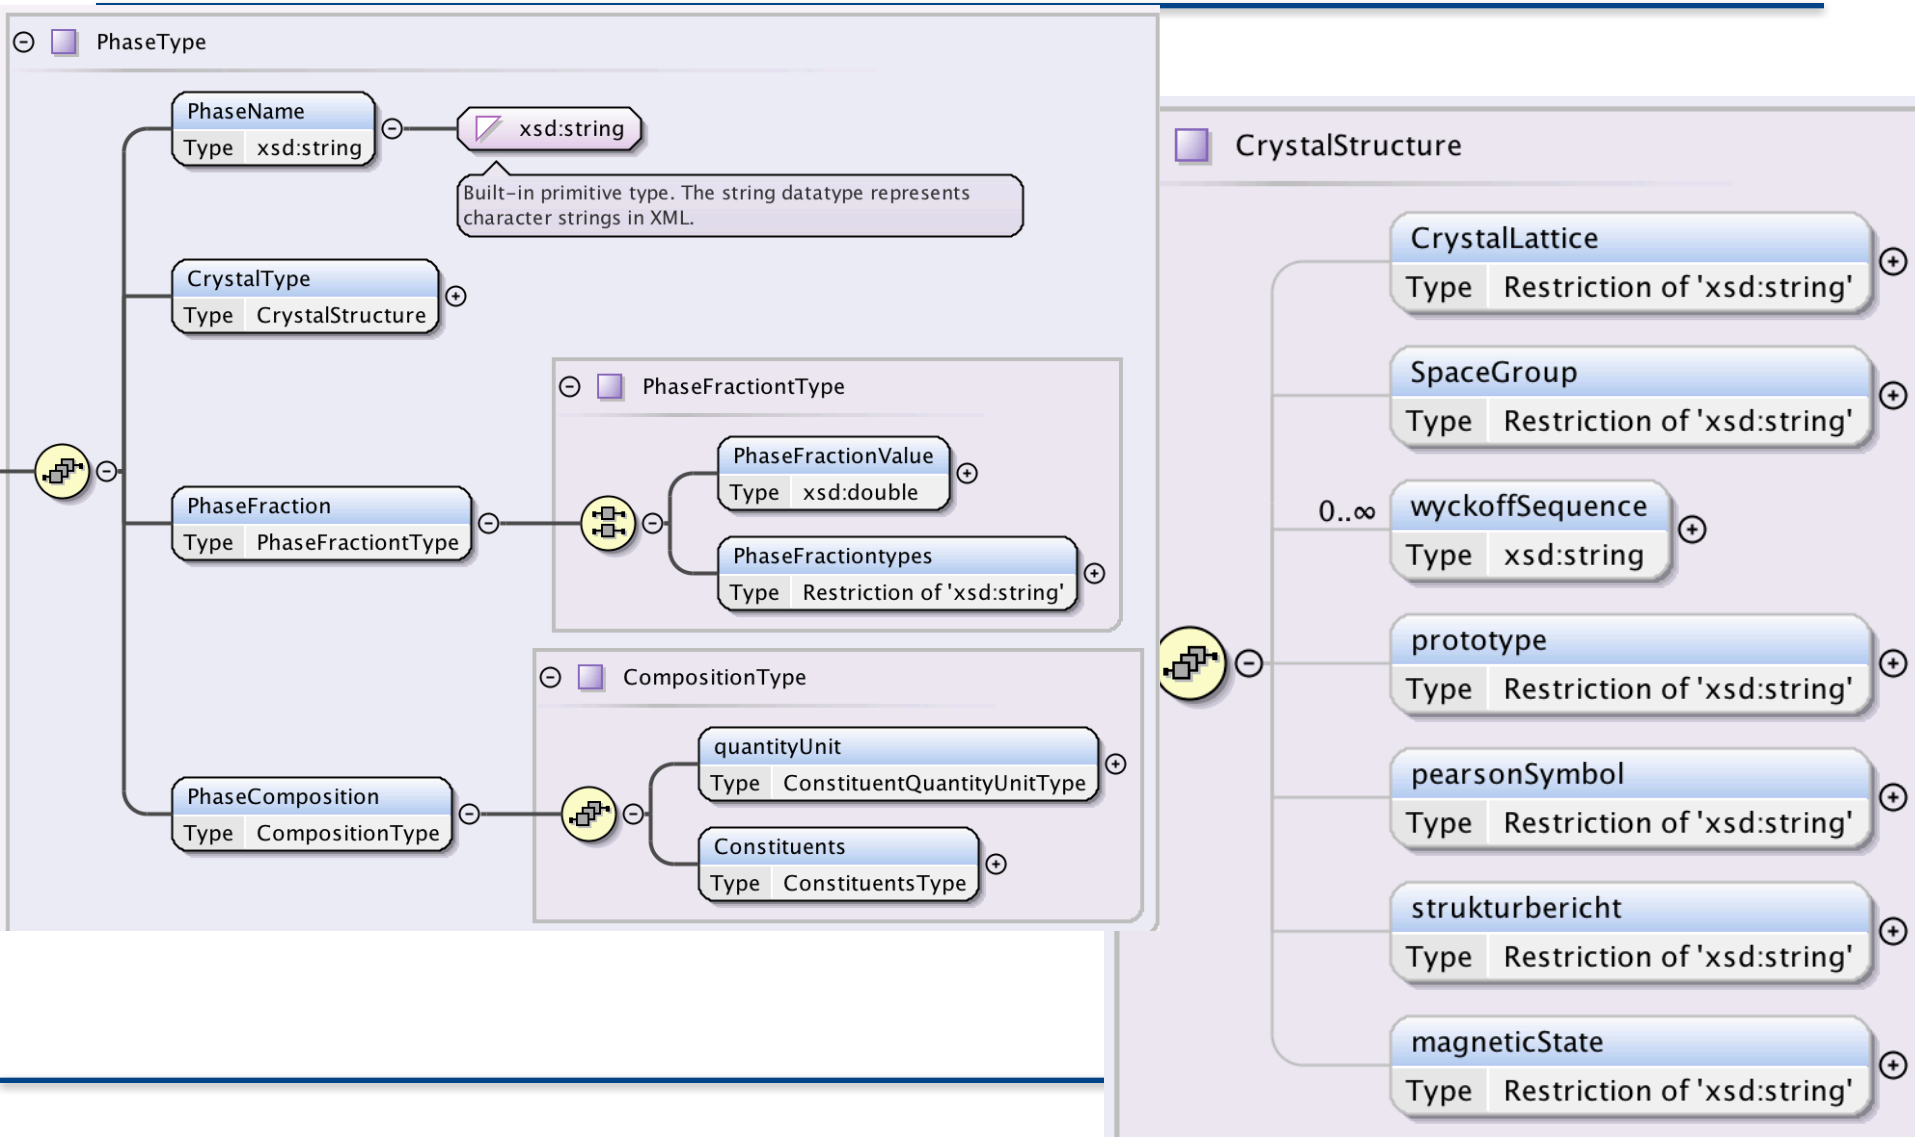 PhaseType
PhaseName
Type xsd:string
xsd:string
Built-in primitive type. The string datatype represents
character strings in XML.
CrystalType
Type CrystalStructure
PhaseFraction
Type PhaseFractiontType
PhaseFractiontType
PhaseFractionValue
Type xsd:double
PhaseFractiontypes
Type Restriction of 'xsd:string'
PhaseComposition
Type CompositionType
CompositionType
quantityUnit
Type ConstituentQuantityUnitType
Constituents
Type ConstituentsType
CrystalStructure
CrystalLattice
Type Restriction of 'xsd:string'
SpaceGroup
Type Restriction of 'xsd:string'
0..∞
wyckoffSequence
Type xsd:string
prototype
Type Restriction of 'xsd:string'
pearsonSymbol
Type Restriction of 'xsd:string'
strukturbericht
Type Restriction of 'xsd:string'
magneticState
Type Restriction of 'xsd:string'